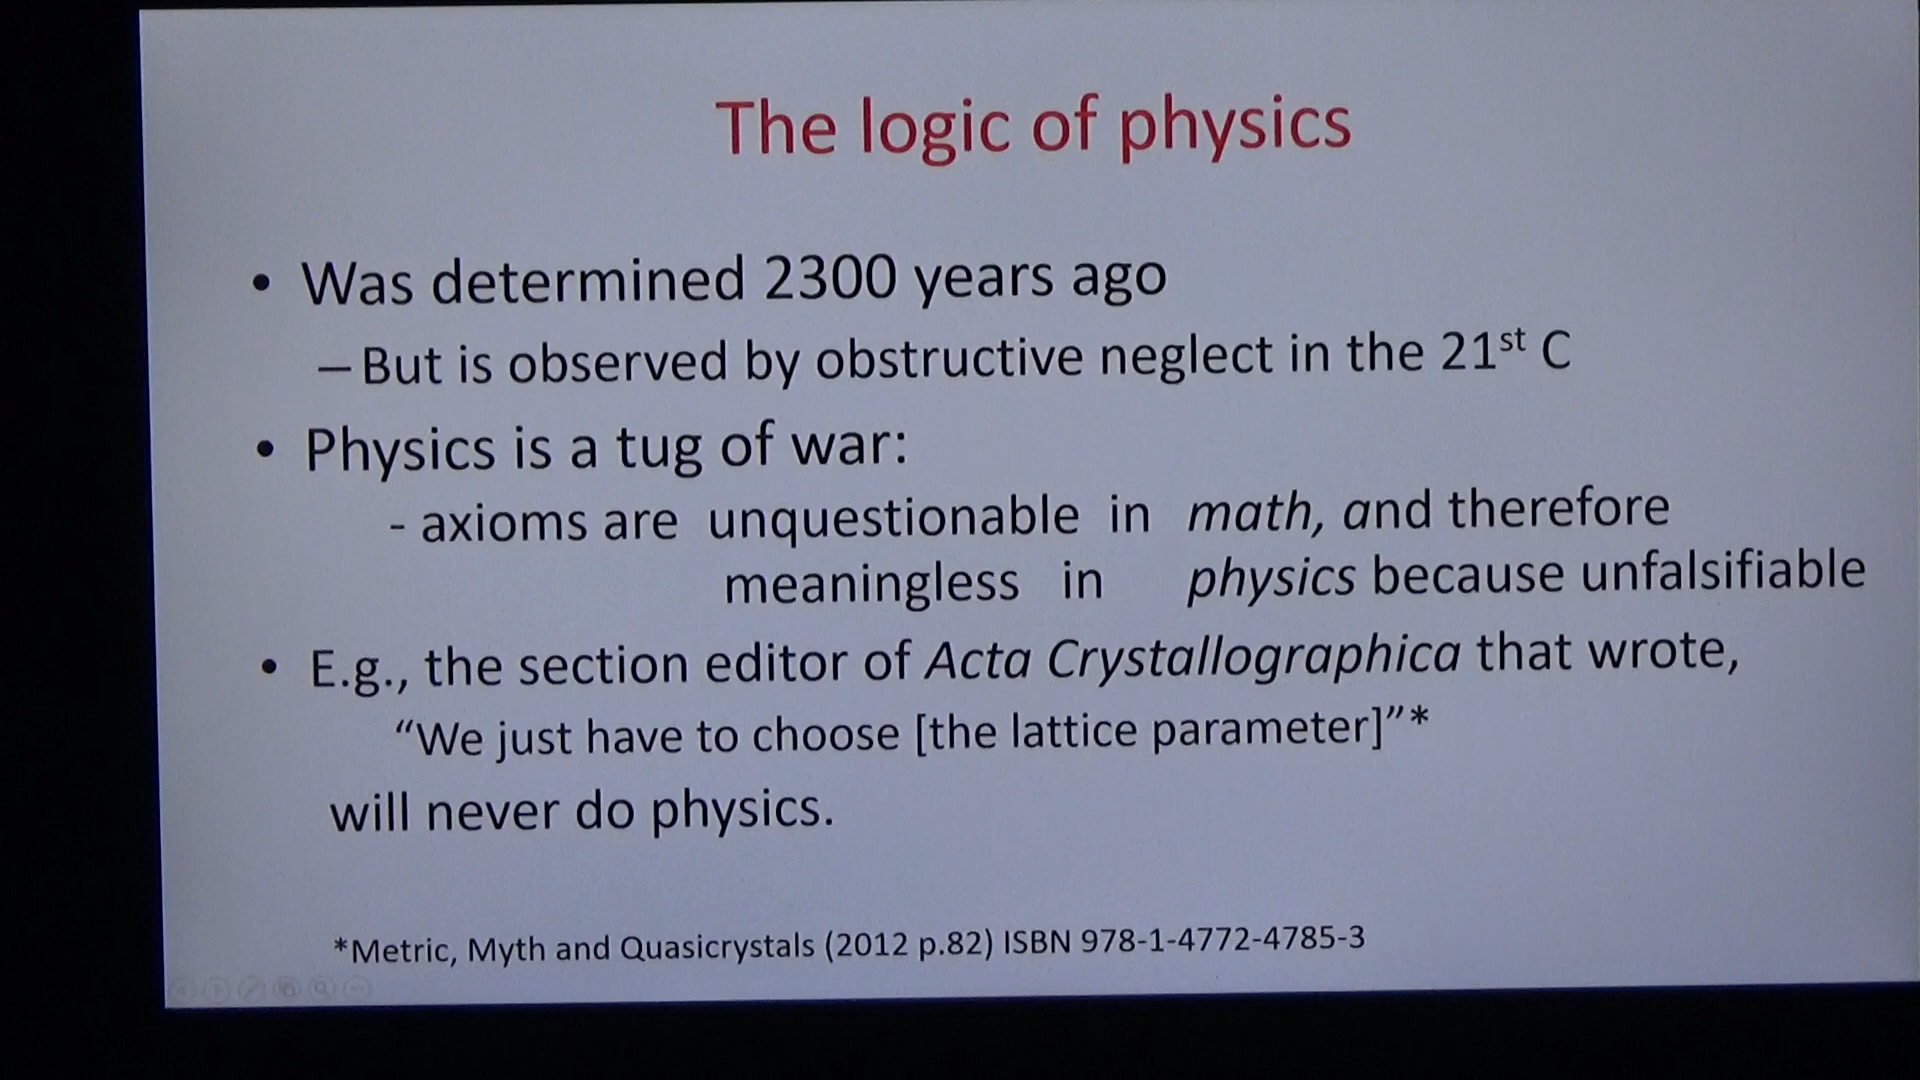 The logic of physics
• Was determined 2300 years ago
– But is observed by obstructive neglect in the 21st C
• Physics is a tug of war:
- axioms are unquestionable in math, and therefore
meaningless in physics because unfalsifiable
• E.g., the section editor of Acta Crystallographica that wrote,
“We just have to choose [the lattice parameter]”*
will never do physics.
*Metric, Myth and Quasicrystals (2012 p.82) ISBN 978-1-4772-4785-3